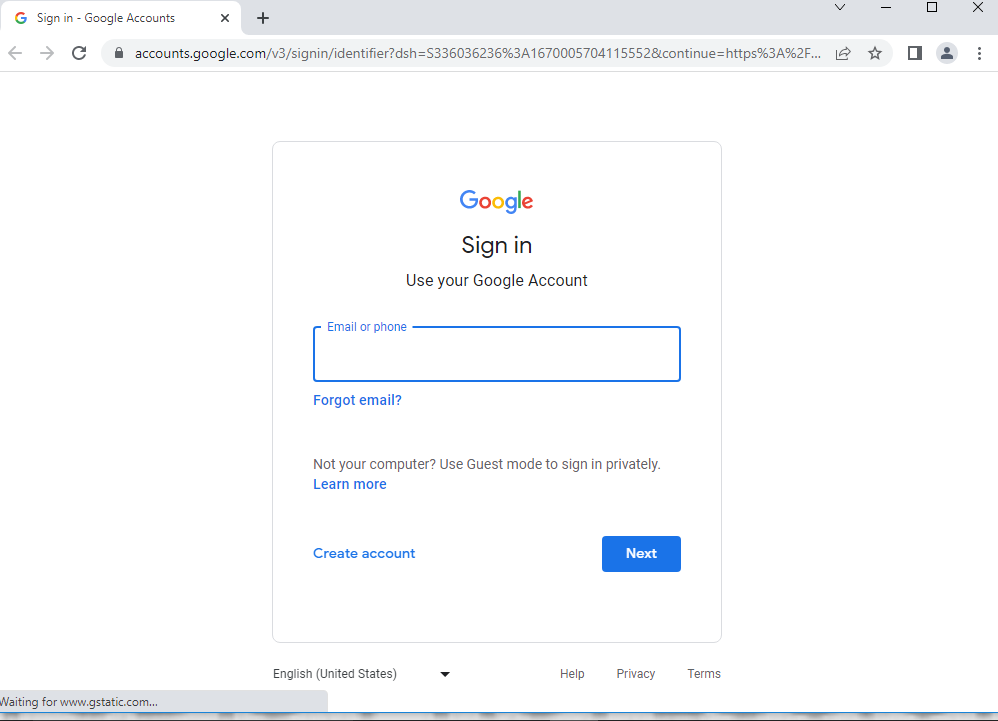 Sign in - Google Accounts
accounts.google.com/v3/signin/identifier?dsh=S336036236%3A1670005704115552&continue=https%3A%2F...
Google
Sign in
Use your Google Account
Email or phone
Forgot email?
Not your computer? Use Guest mode to sign in privately.
Learn more
Create account
Next
English (United States)
Help
Privacy
Terms
Waiting for www.gstatic.com...